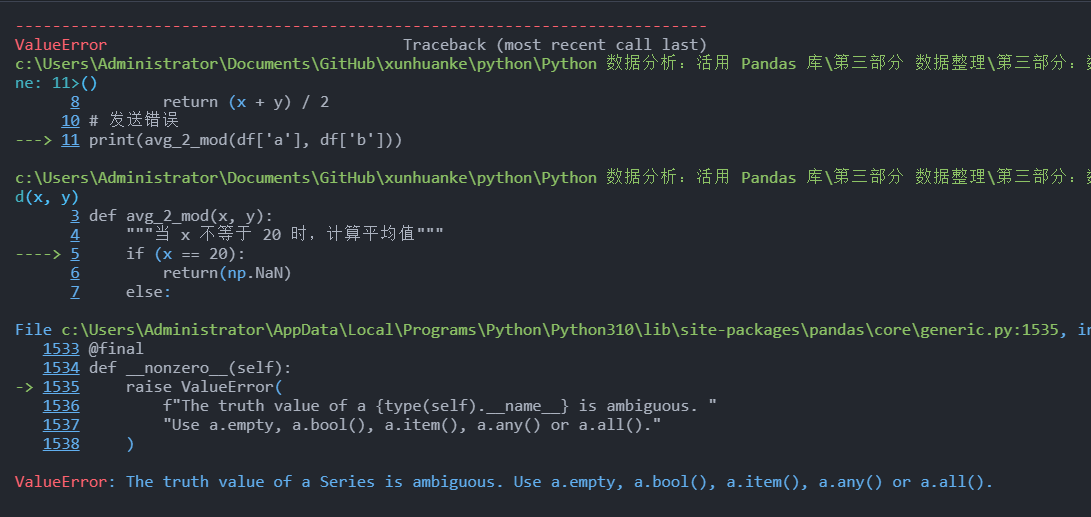 ---------------------------------------------------------------------------
ValueError                                Traceback (most recent call last)
c:\Users\Administrator\Documents\GitHub\xunhuanke\python\Python 数据分析：活用 Pandas 库\第三部分 数据整理\第三部分：
ne: 11>()
      8         return (x + y) / 2
     10 # 发送错误
---> 11 print(avg_2_mod(df['a'], df['b']))
c:\Users\Administrator\Documents\GitHub\xunhuanke\python\Python 数据分析：活用 Pandas 库\第三部分 数据整理\第三部分：
d(x, y)
      3 def avg_2_mod(x, y):
      4     """当 x 不等于 20 时，计算平均值"""
----> 5     if (x == 20):
      6         return(np.NaN)
      7     else:
File c:\Users\Administrator\AppData\Local\Programs\Python\Python310\lib\site-packages\pandas\core\generic.py:1535,
   1533 @final
   1534 def __nonzero__(self):
-> 1535     raise ValueError(
   1536         f"The truth value of a {type(self).__name__} is ambiguous. "
   1537         "Use a.empty, a.bool(), a.item(), a.any() or a.all()."
   1538     )
ValueError: The truth value of a Series is ambiguous. Use a.empty, a.bool(), a.item(), a.any() or a.all().